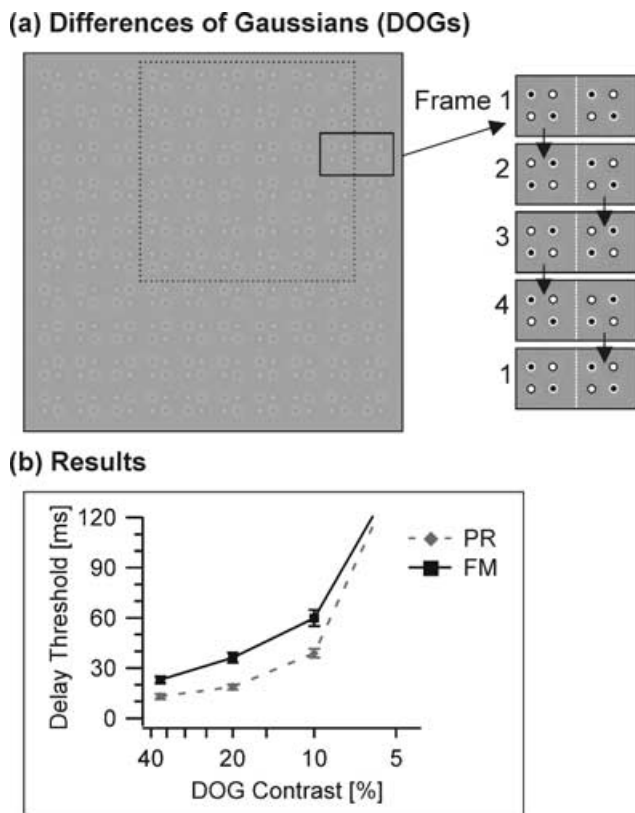 (a) Differences of Gaussians (DOGs)
Frame 1
2
3
4
1
(b) Results
Delay Threshold [ms]
120
90
60
30
0
PR
FM
40 20 10 5
DOG Contrast [%]